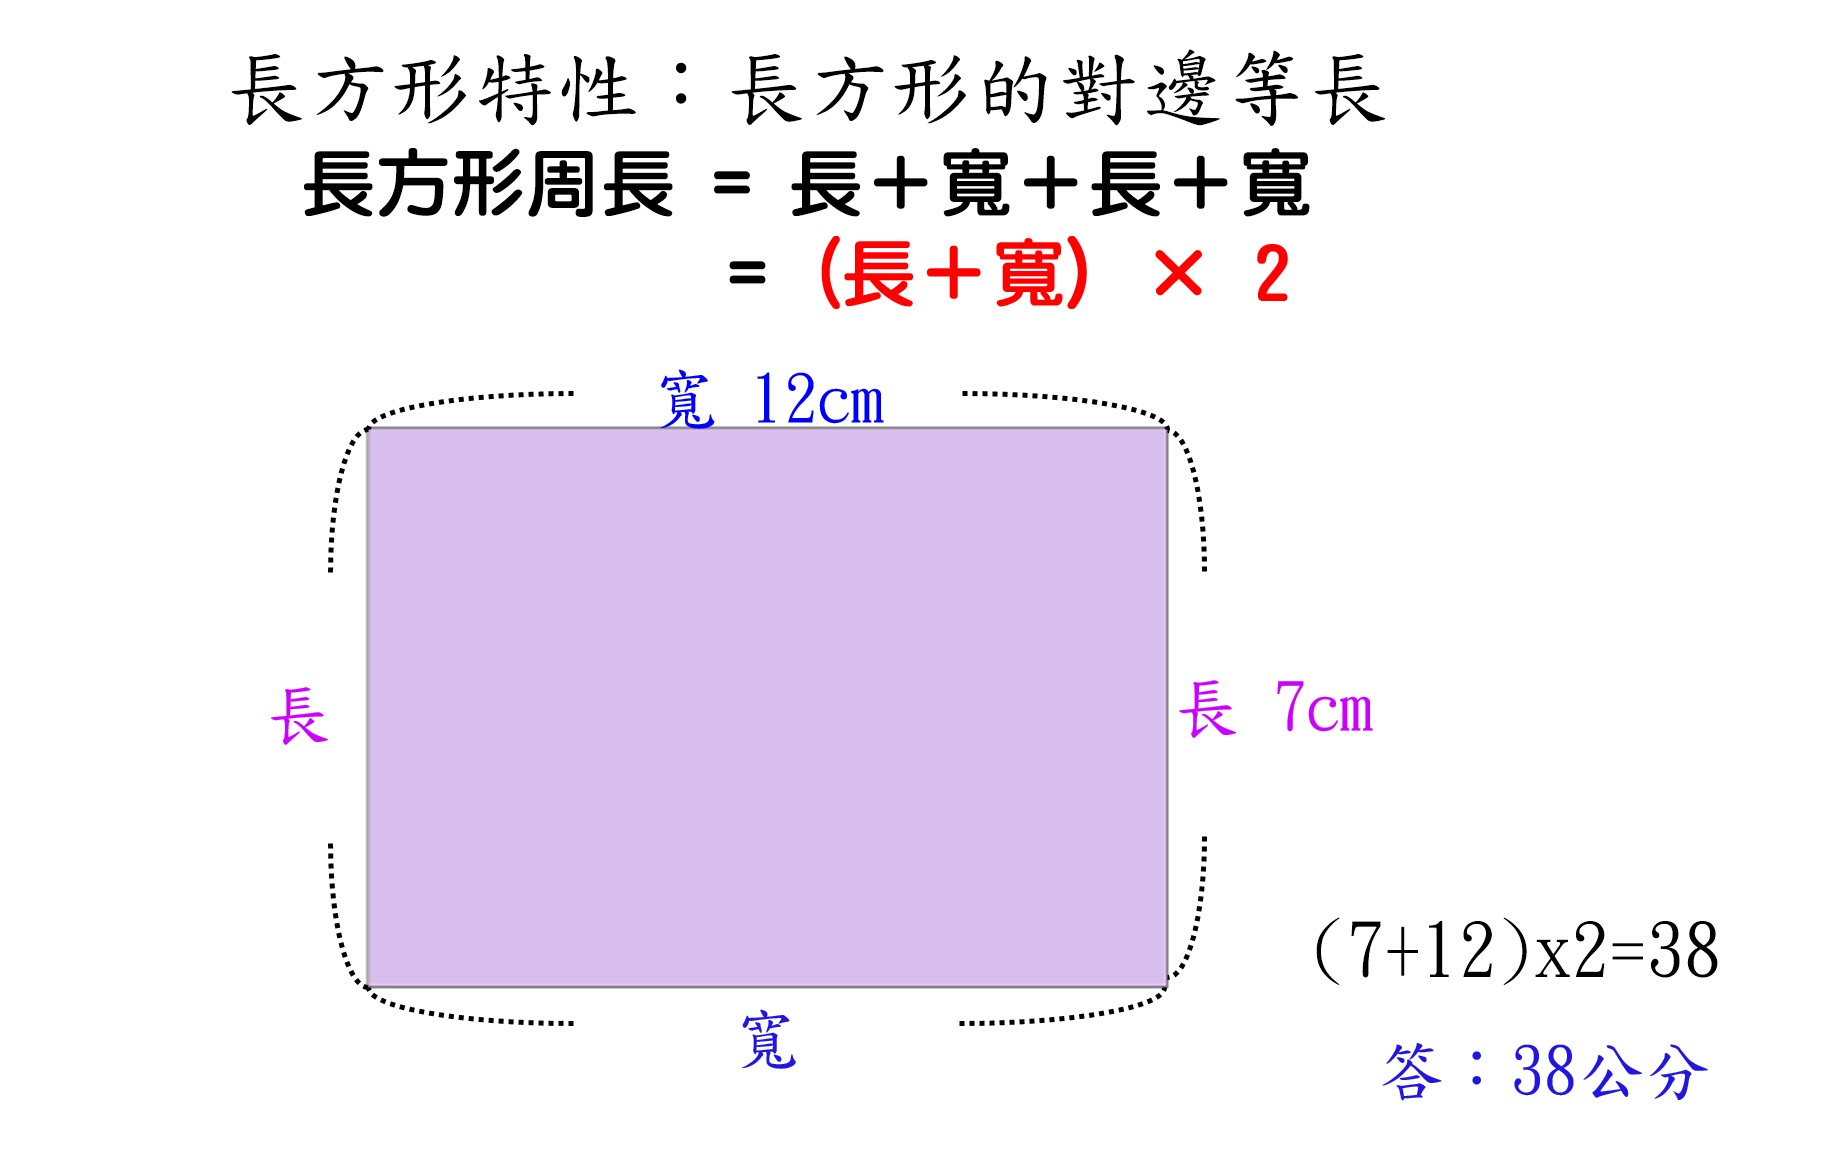 長方形特性：長方形的對邊等長
長方形周長 = 長＋寬＋長＋寬
= (長＋寬) × 2
寬 12cm
長
長 7cm
寬
(7+12)x2=38
答：38公分